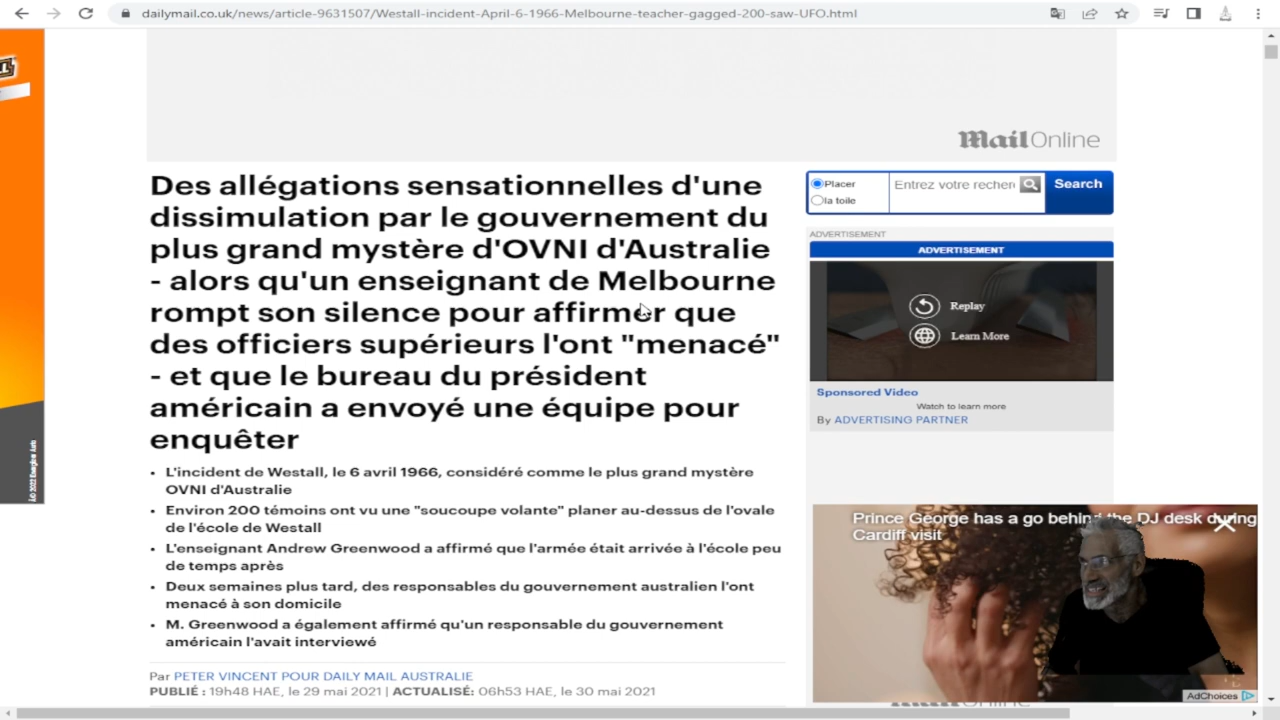 dailymail.co.uk/news/article-9631507/Westall-incident-April-6-1966-Melbourne-teacher-gagged-200-saw-UFO.html
Mail Online
Des allégations sensationnelles d'une
dissimulation par le gouvernement du
plus grand mystère d'OVNI d'Australie
- alors qu'un enseignant de Melbourne
rompt son silence pour affirmer que
des officiers supérieurs l'ont "menacé"
- et que le bureau du président
américain a envoyé une équipe pour
enquêter
• L'incident de Westall, le 6 avril 1966, considéré comme le plus grand mystère
OVNI d'Australie
• Environ 200 témoins ont vu une "soucoupe volante" planer au-dessus de l'ovale
de l'école de Westall
• L'enseignant Andrew Greenwood a affirmé que l'armée était arrivée à l'école peu
de temps après
• Deux semaines plus tard, des responsables du gouvernement australien l'ont
menacé à son domicile
• M. Greenwood a également affirmé qu'un responsable du gouvernement
américain l'avait interviewé
Par PETER VINCENT POUR DAILY MAIL AUSTRALIE
PUBLIÉ : 19h48 HAE, le 29 mai 2021 | ACTUALISÉ: 06h53 HAE, le 30 mai 2021
Placer
la toile
Entrez votre recher
Search
ADVERTISEMENT
ADVERTISEMENT
Replay
Learn More
Sponsored Video
Watch to learn more
By ADVERTISING PARTNER
Prince George has a go behind the DJ desk during
Cardiff visit
AdChoices